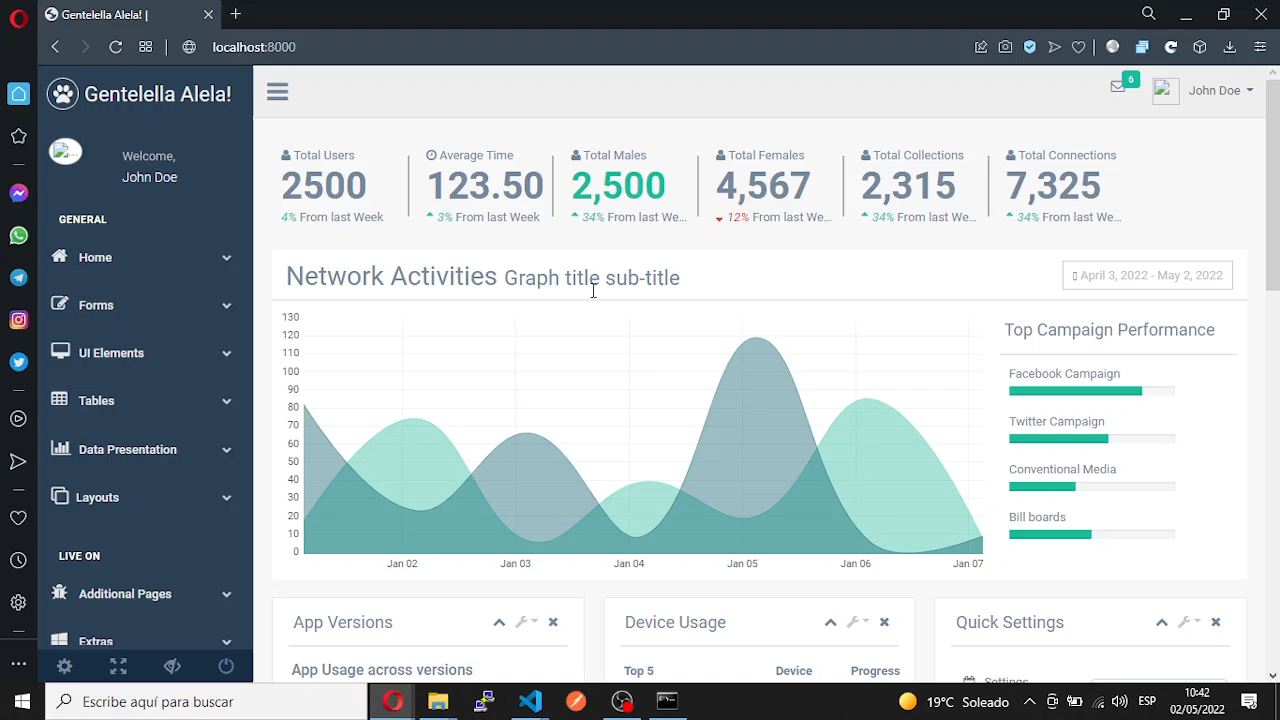 Gentelella Alela! |
localhost:8000
Gentelella Alela!
Welcome,
John Doe
GENERAL
Home
Forms
UI Elements
Tables
Data Presentation
Layouts
LIVE ON
Additional Pages
Extras
6
John Doe
Total Users
2500
4% From last Week
Average Time
123.50
3% From last Week
Total Males
2,500
34% From last We...
Total Females
4,567
12% From last We...
Total Collections
2,315
34% From last We...
Total Connections
7,325
34% From last We...
Network Activities Graph title sub-title
April 3, 2022 - May 2, 2022
130
120
110
100
90
80
70
60
50
40
30
20
10
0
Jan 02 Jan 03 Jan 04 Jan 05 Jan 06 Jan 07
Top Campaign Performance
Facebook Campaign
Twitter Campaign
Conventional Media
Bill boards
App Versions
App Usage across versions
Device Usage
Top 5 Device Progress
Quick Settings
Settings
Escribe aquí para buscar
19°C Soleado
ESP
10:42
02/05/2022